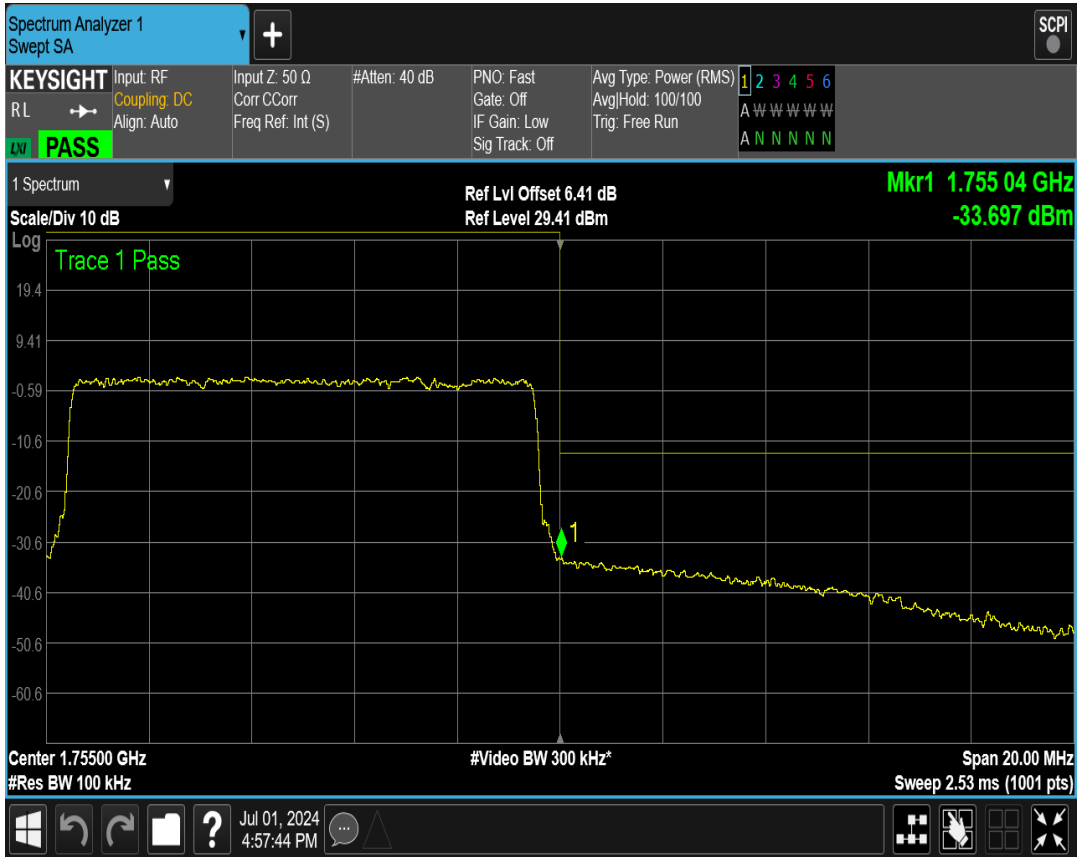 Spectrum Analyzer 1
Swept SA
+
SCPI
KEYSIGHT
RL
LXI
PASS
Input: RF
Coupling: DC
Align: Auto
Input Z: 50 Ω
Corr CCorr
Freq Ref: Int (S)
#Atten: 40 dB
PNO: Fast
Gate: Off
IF Gain: Low
Sig Track: Off
Avg Type: Power (RMS)
Avg|Hold: 100/100
Trig: Free Run
1 2 3 4 5 6
A W W W W W
A N N N N N
1 Spectrum
Scale/Div 10 dB
Ref Lvl Offset 6.41 dB
Ref Level 29.41 dBm
Mkr1 1.755 04 GHz
-33.697 dBm
Log
Trace 1 Pass
19.4
9.41
-0.59
-10.6
-20.6
-30.6
-40.6
-50.6
-60.6
1
Center 1.75500 GHz
#Res BW 100 kHz
#Video BW 300 kHz*
Span 20.00 MHz
Sweep 2.53 ms (1001 pts)
?
Jul 01, 2024
4:57:44 PM